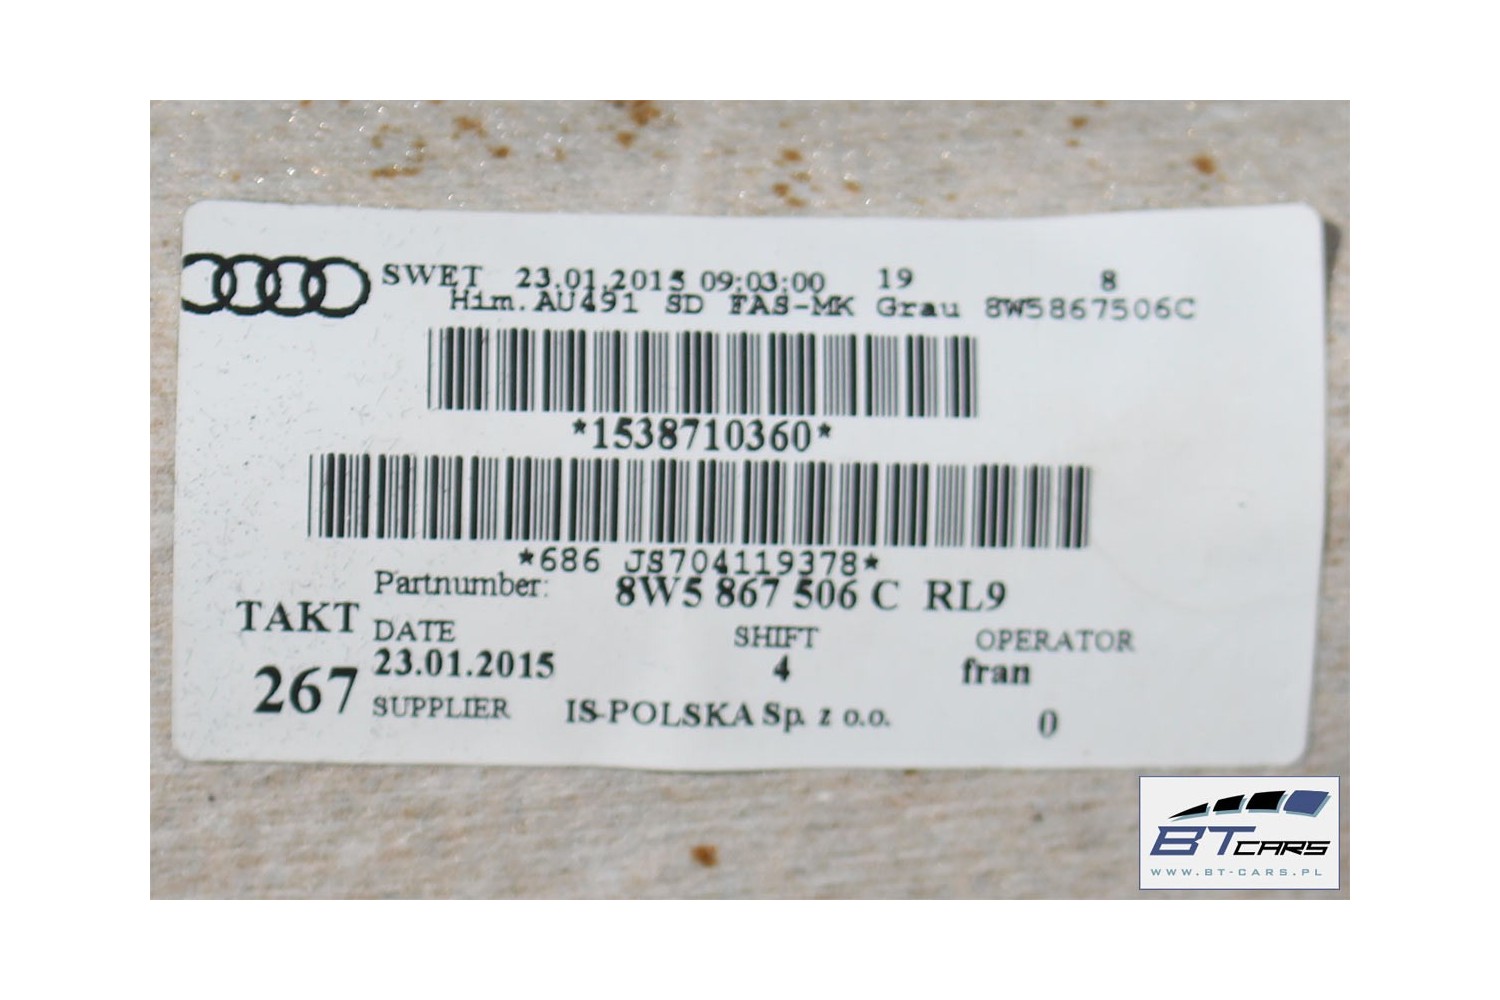 SWET 23.01.2015 09:03:00 19 8
Him.AU491 SD FAS-MK Grau 8W5867506C
*1538710360*
*686 JS704119378*
Partnumber: 8W5 867 506 C RL9
TAKT
DATE SHIFT OPERATOR
23.01.2015 4 fran
267
SUPPLIER IS-POLSKA Sp. z o.o. 0
BT CARS
WWW.BT-CARS.PL